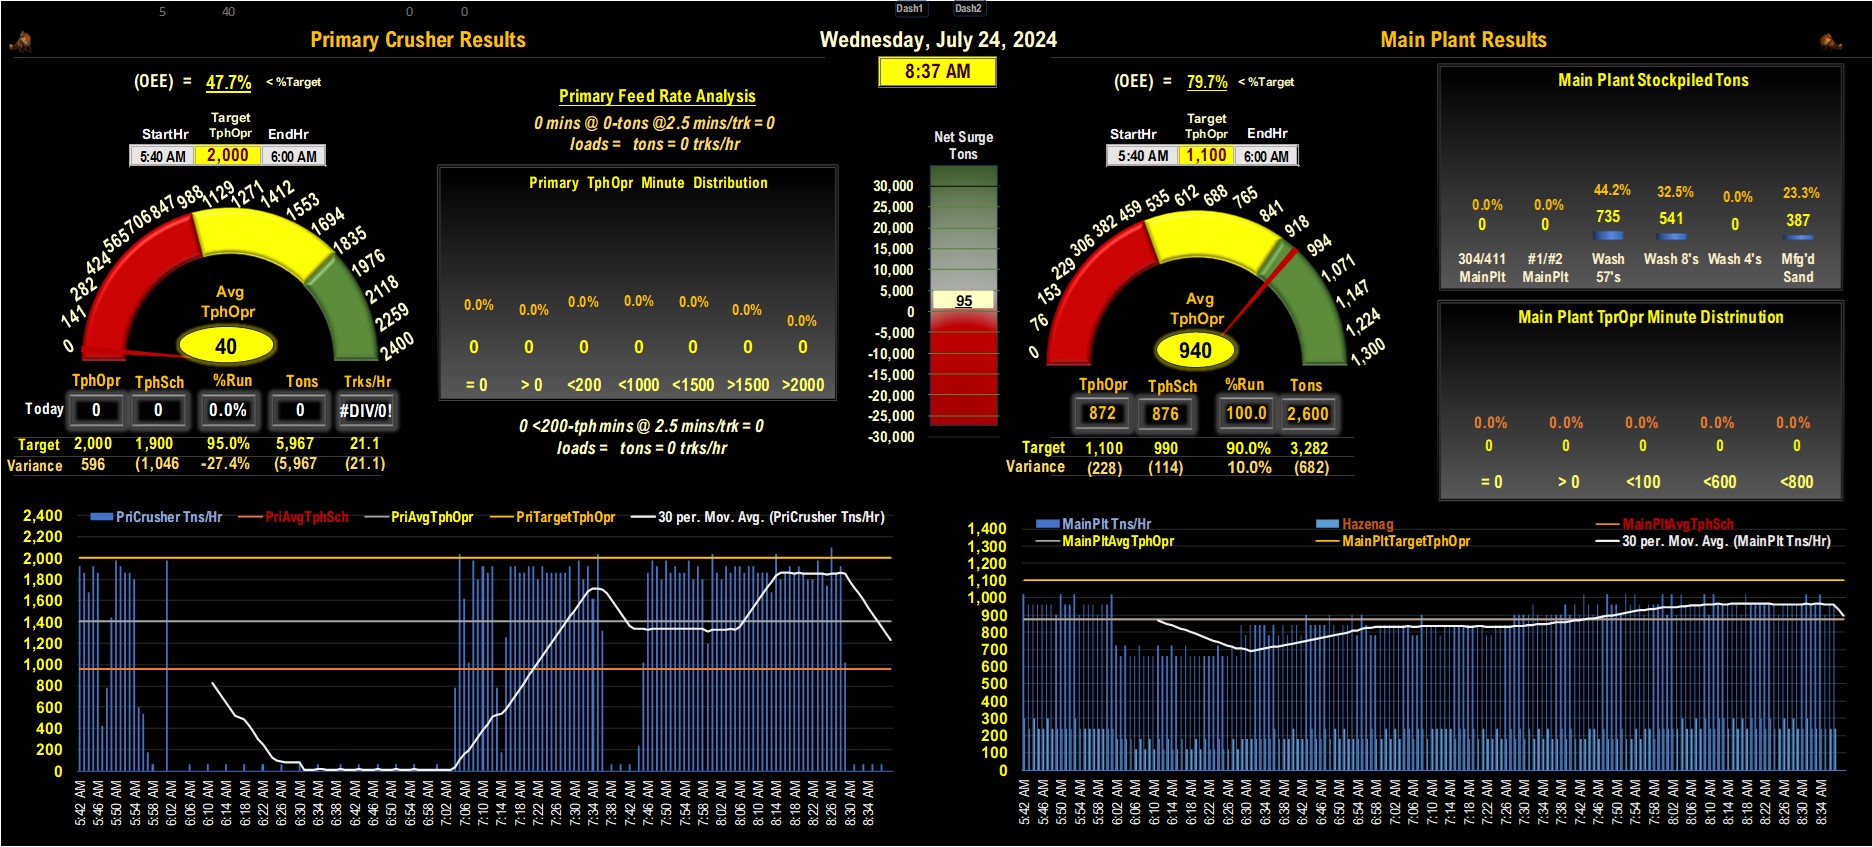 5 40 0 0 Dash1 Dash2
Primary Crusher Results
Wednesday, July 24, 2024
Main Plant Results
8:37 AM
(OEE) = 47.7% < %Target
Target
StartHr TphOpr EndHr
5:40 AM 2,000 6:00 AM
0 141 282 424 565 706 847 988 1129 1271 1412 1553 1694 1835 1976 2118 2259 2400
Avg
TphOpr
40
TphOpr TphSch %Run Tons Trks/Hr
Today 0 0 0.0% 0 #DIV/0!
Target 2,000 1,900 95.0% 5,967 21.1
Variance 596 (1,046 -27.4% (5,967 (21.1)
Primary Feed Rate Analysis
0 mins @ 0-tons @2.5 mins/trk = 0
loads = tons = 0 trks/hr
Primary TphOpr Minute Distribution
0.0% 0.0% 0.0% 0.0% 0.0% 0.0% 0.0%
0 0 0 0 0 0 0
= 0 > 0 <200 <1000 <1500 >1500 >2000
0 <200-tph mins @ 2.5 mins/trk = 0
loads = tons = 0 trks/hr
Net Surge
Tons
30,000
25,000
20,000
15,000
10,000
5,000
95
0
-5,000
-10,000
-15,000
-20,000
-25,000
-30,000
(OEE) = 79.7% < %Target
Target
StartHr TphOpr EndHr
5:40 AM 1,100 6:00 AM
0 76 153 229 306 382 459 535 612 688 765 841 918 994 1,071 1,147 1,224 1,300
Avg
TphOpr
940
TphOpr TphSch %Run Tons
872 876 100.0 2,600
Target 1,100 990 90.0% 3,282
Variance (228) (114) 10.0% (682)
Main Plant Stockpiled Tons
0.0% 0.0% 44.2% 32.5% 0.0% 23.3%
0 0 735 541 0 387
304/411 #1/#2 Wash Wash 8's Wash 4's Mfg'd
MainPlt MainPlt 57's Sand
Main Plant TprOpr Minute Distrinution
0.0% 0.0% 0.0% 0.0% 0.0%
0 0 0 0 0
= 0 > 0 <100 <600 <800
PriCrusher Tns/Hr PriAvgTphSch PriAvgTphOpr PriTargetTphOpr 30 per. Mov. Avg. (PriCrusher Tns/Hr)
2,400
2,200
2,000
1,800
1,600
1,400
1,200
1,000
800
600
400
200
0
5:42 AM 5:46 AM 5:50 AM 5:54 AM 5:58 AM 6:02 AM 6:06 AM 6:10 AM 6:14 AM 6:18 AM 6:22 AM 6:26 AM 6:30 AM 6:34 AM 6:38 AM 6:42 AM 6:46 AM 6:50 AM 6:54 AM 6:58 AM 7:02 AM 7:06 AM 7:10 AM 7:14 AM 7:18 AM 7:22 AM 7:26 AM 7:30 AM 7:34 AM 7:38 AM 7:42 AM 7:46 AM 7:50 AM 7:54 AM 7:58 AM 8:02 AM 8:06 AM 8:10 AM 8:14 AM 8:18 AM 8:22 AM 8:26 AM 8:30 AM 8:34 AM
MainPlt Tns/Hr Hazenag MainPltAvgTphSch
MainPltAvgTphOpr MainPltTargetTphOpr 30 per. Mov. Avg. (MainPlt Tns/Hr)
1,400
1,300
1,200
1,100
1,000
900
800
700
600
500
400
300
200
100
0
5:42 AM 5:46 AM 5:50 AM 5:54 AM 5:58 AM 6:02 AM 6:06 AM 6:10 AM 6:14 AM 6:18 AM 6:22 AM 6:26 AM 6:30 AM 6:34 AM 6:38 AM 6:42 AM 6:46 AM 6:50 AM 6:54 AM 6:58 AM 7:02 AM 7:06 AM 7:10 AM 7:14 AM 7:18 AM 7:22 AM 7:26 AM 7:30 AM 7:34 AM 7:38 AM 7:42 AM 7:46 AM 7:50 AM 7:54 AM 7:58 AM 8:02 AM 8:06 AM 8:10 AM 8:14 AM 8:18 AM 8:22 AM 8:26 AM 8:30 AM 8:34 AM